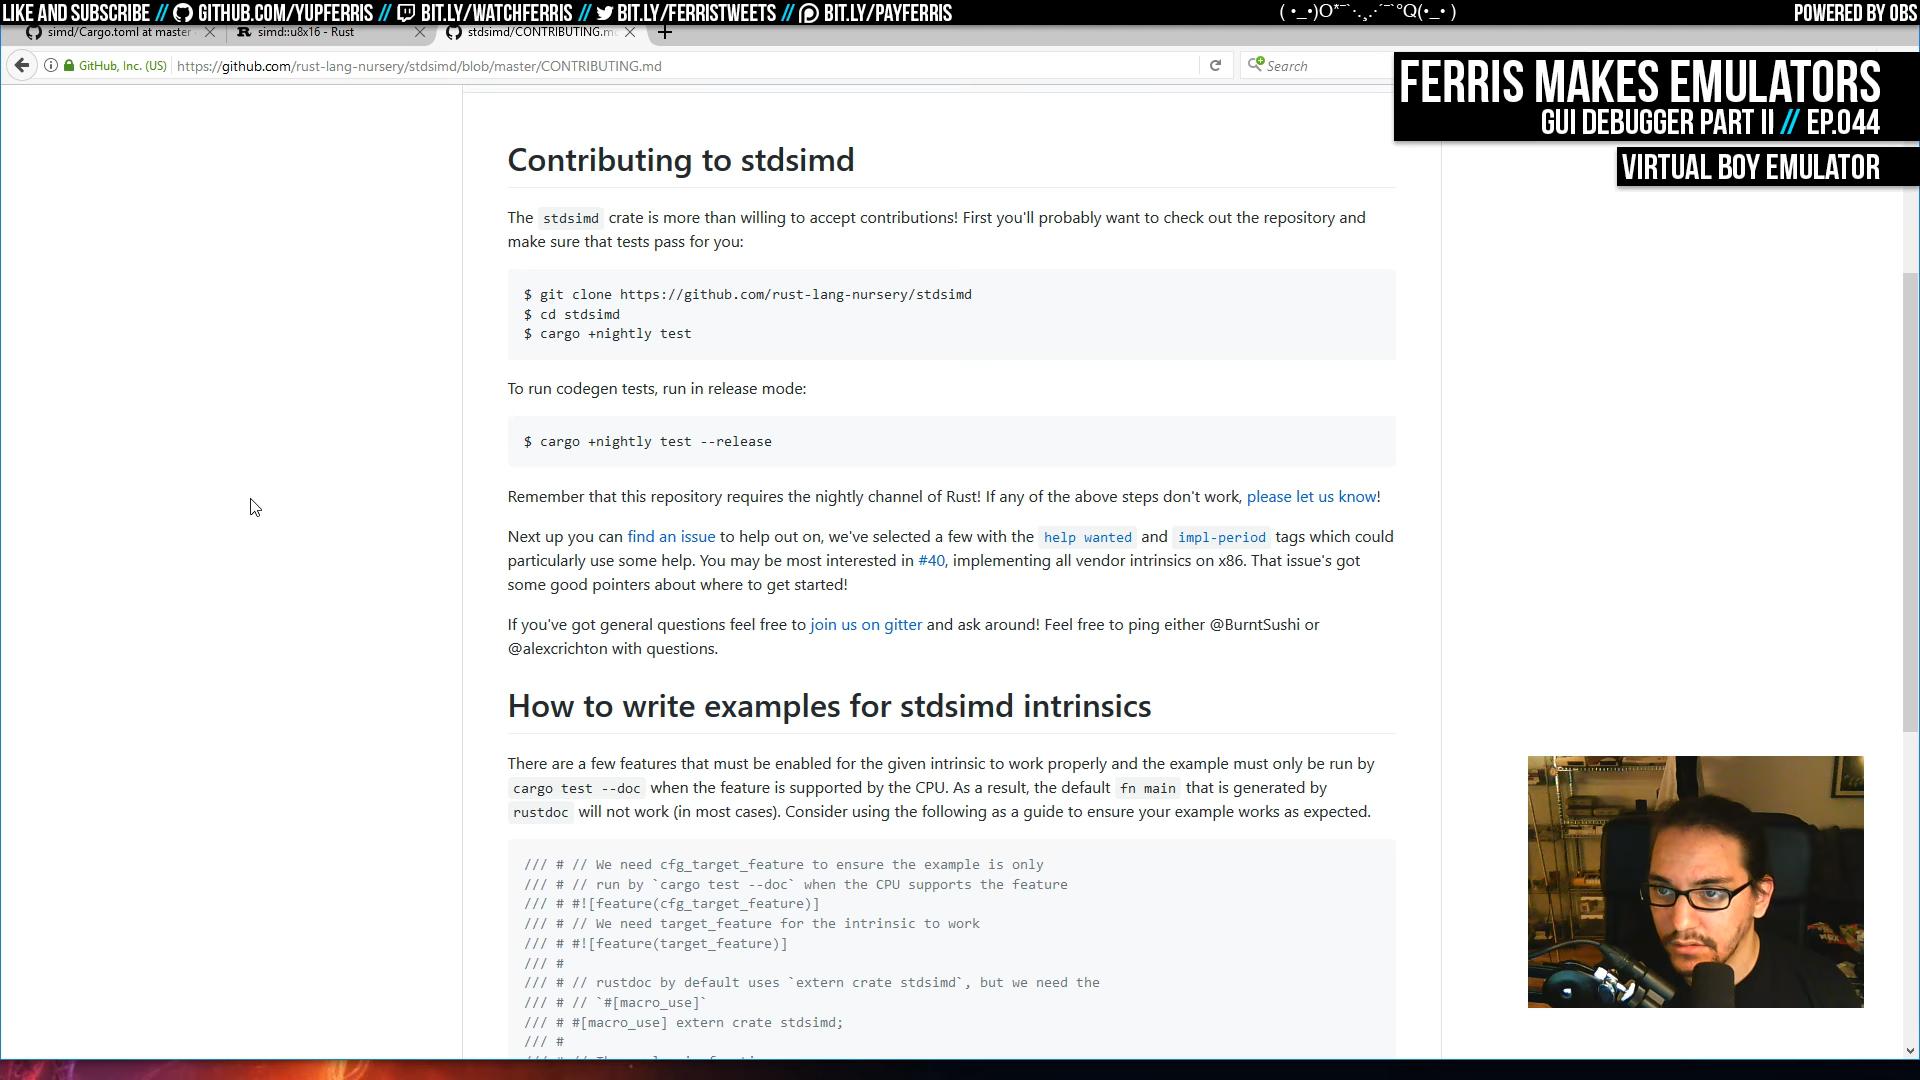 LIKE AND SUBSCRIBE // GITHUB.COM/YUPFERRIS // BIT.LY/WATCHFERRIS // BIT.LY/FERRISTWEETS // BIT.LY/PAYFERRIS
POWERED BY OBS
simd/Cargo.toml at master
simd::u8x16 - Rust
stdsimd/CONTRIBUTING.m
GitHub, Inc. (US)
https://github.com/rust-lang-nursery/stdsimd/blob/master/CONTRIBUTING.md
Search
FERRIS MAKES EMULATORS
GUI DEBUGGER PART II // EP.044
VIRTUAL BOY EMULATOR
Contributing to stdsimd
The stdsimd crate is more than willing to accept contributions! First you'll probably want to check out the repository and
make sure that tests pass for you:
$ git clone https://github.com/rust-lang-nursery/stdsimd
$ cd stdsimd
$ cargo +nightly test
To run codegen tests, run in release mode:
$ cargo +nightly test --release
Remember that this repository requires the nightly channel of Rust! If any of the above steps don't work, please let us know!
Next up you can find an issue to help out on, we've selected a few with the help wanted and impl-period tags which could
particularly use some help. You may be most interested in #40, implementing all vendor intrinsics on x86. That issue's got
some good pointers about where to get started!
If you've got general questions feel free to join us on gitter and ask around! Feel free to ping either @BurntSushi or
@alexcrichton with questions.
How to write examples for stdsimd intrinsics
There are a few features that must be enabled for the given intrinsic to work properly and the example must only be run by
cargo test --doc when the feature is supported by the CPU. As a result, the default fn main that is generated by
rustdoc will not work (in most cases). Consider using the following as a guide to ensure your example works as expected.
/// # // We need cfg_target_feature to ensure the example is only
/// # // run by `cargo test --doc` when the CPU supports the feature
/// # #![feature(cfg_target_feature)]
/// # // We need target_feature for the intrinsic to work
/// # #![feature(target_feature)]
/// #
/// # // rustdoc by default uses `extern crate stdsimd`, but we need the
/// # // `#[macro_use]`
/// # #[macro_use] extern crate stdsimd;
/// #